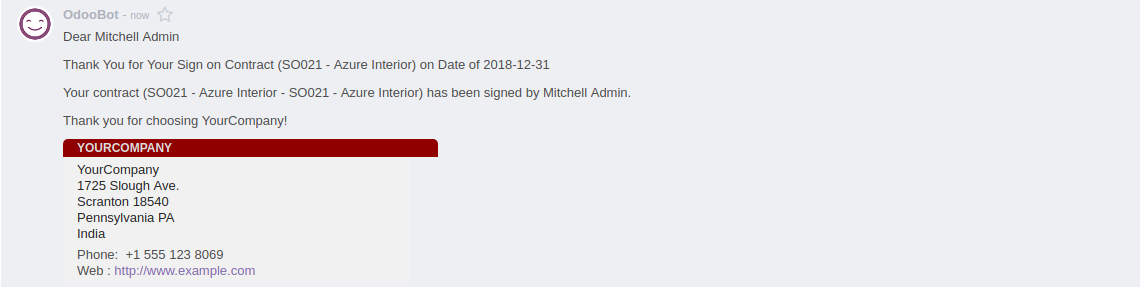 OdooBot - now
Dear Mitchell Admin
Thank You for Your Sign on Contract (SO021 - Azure Interior) on Date of 2018-12-31
Your contract (SO021 - Azure Interior - SO021 - Azure Interior) has been signed by Mitchell Admin.
Thank you for choosing YourCompany!
YOURCOMPANY
YourCompany
1725 Slough Ave.
Scranton 18540
Pennsylvania PA
India
Phone:  +1 555 123 8069
Web : http://www.example.com